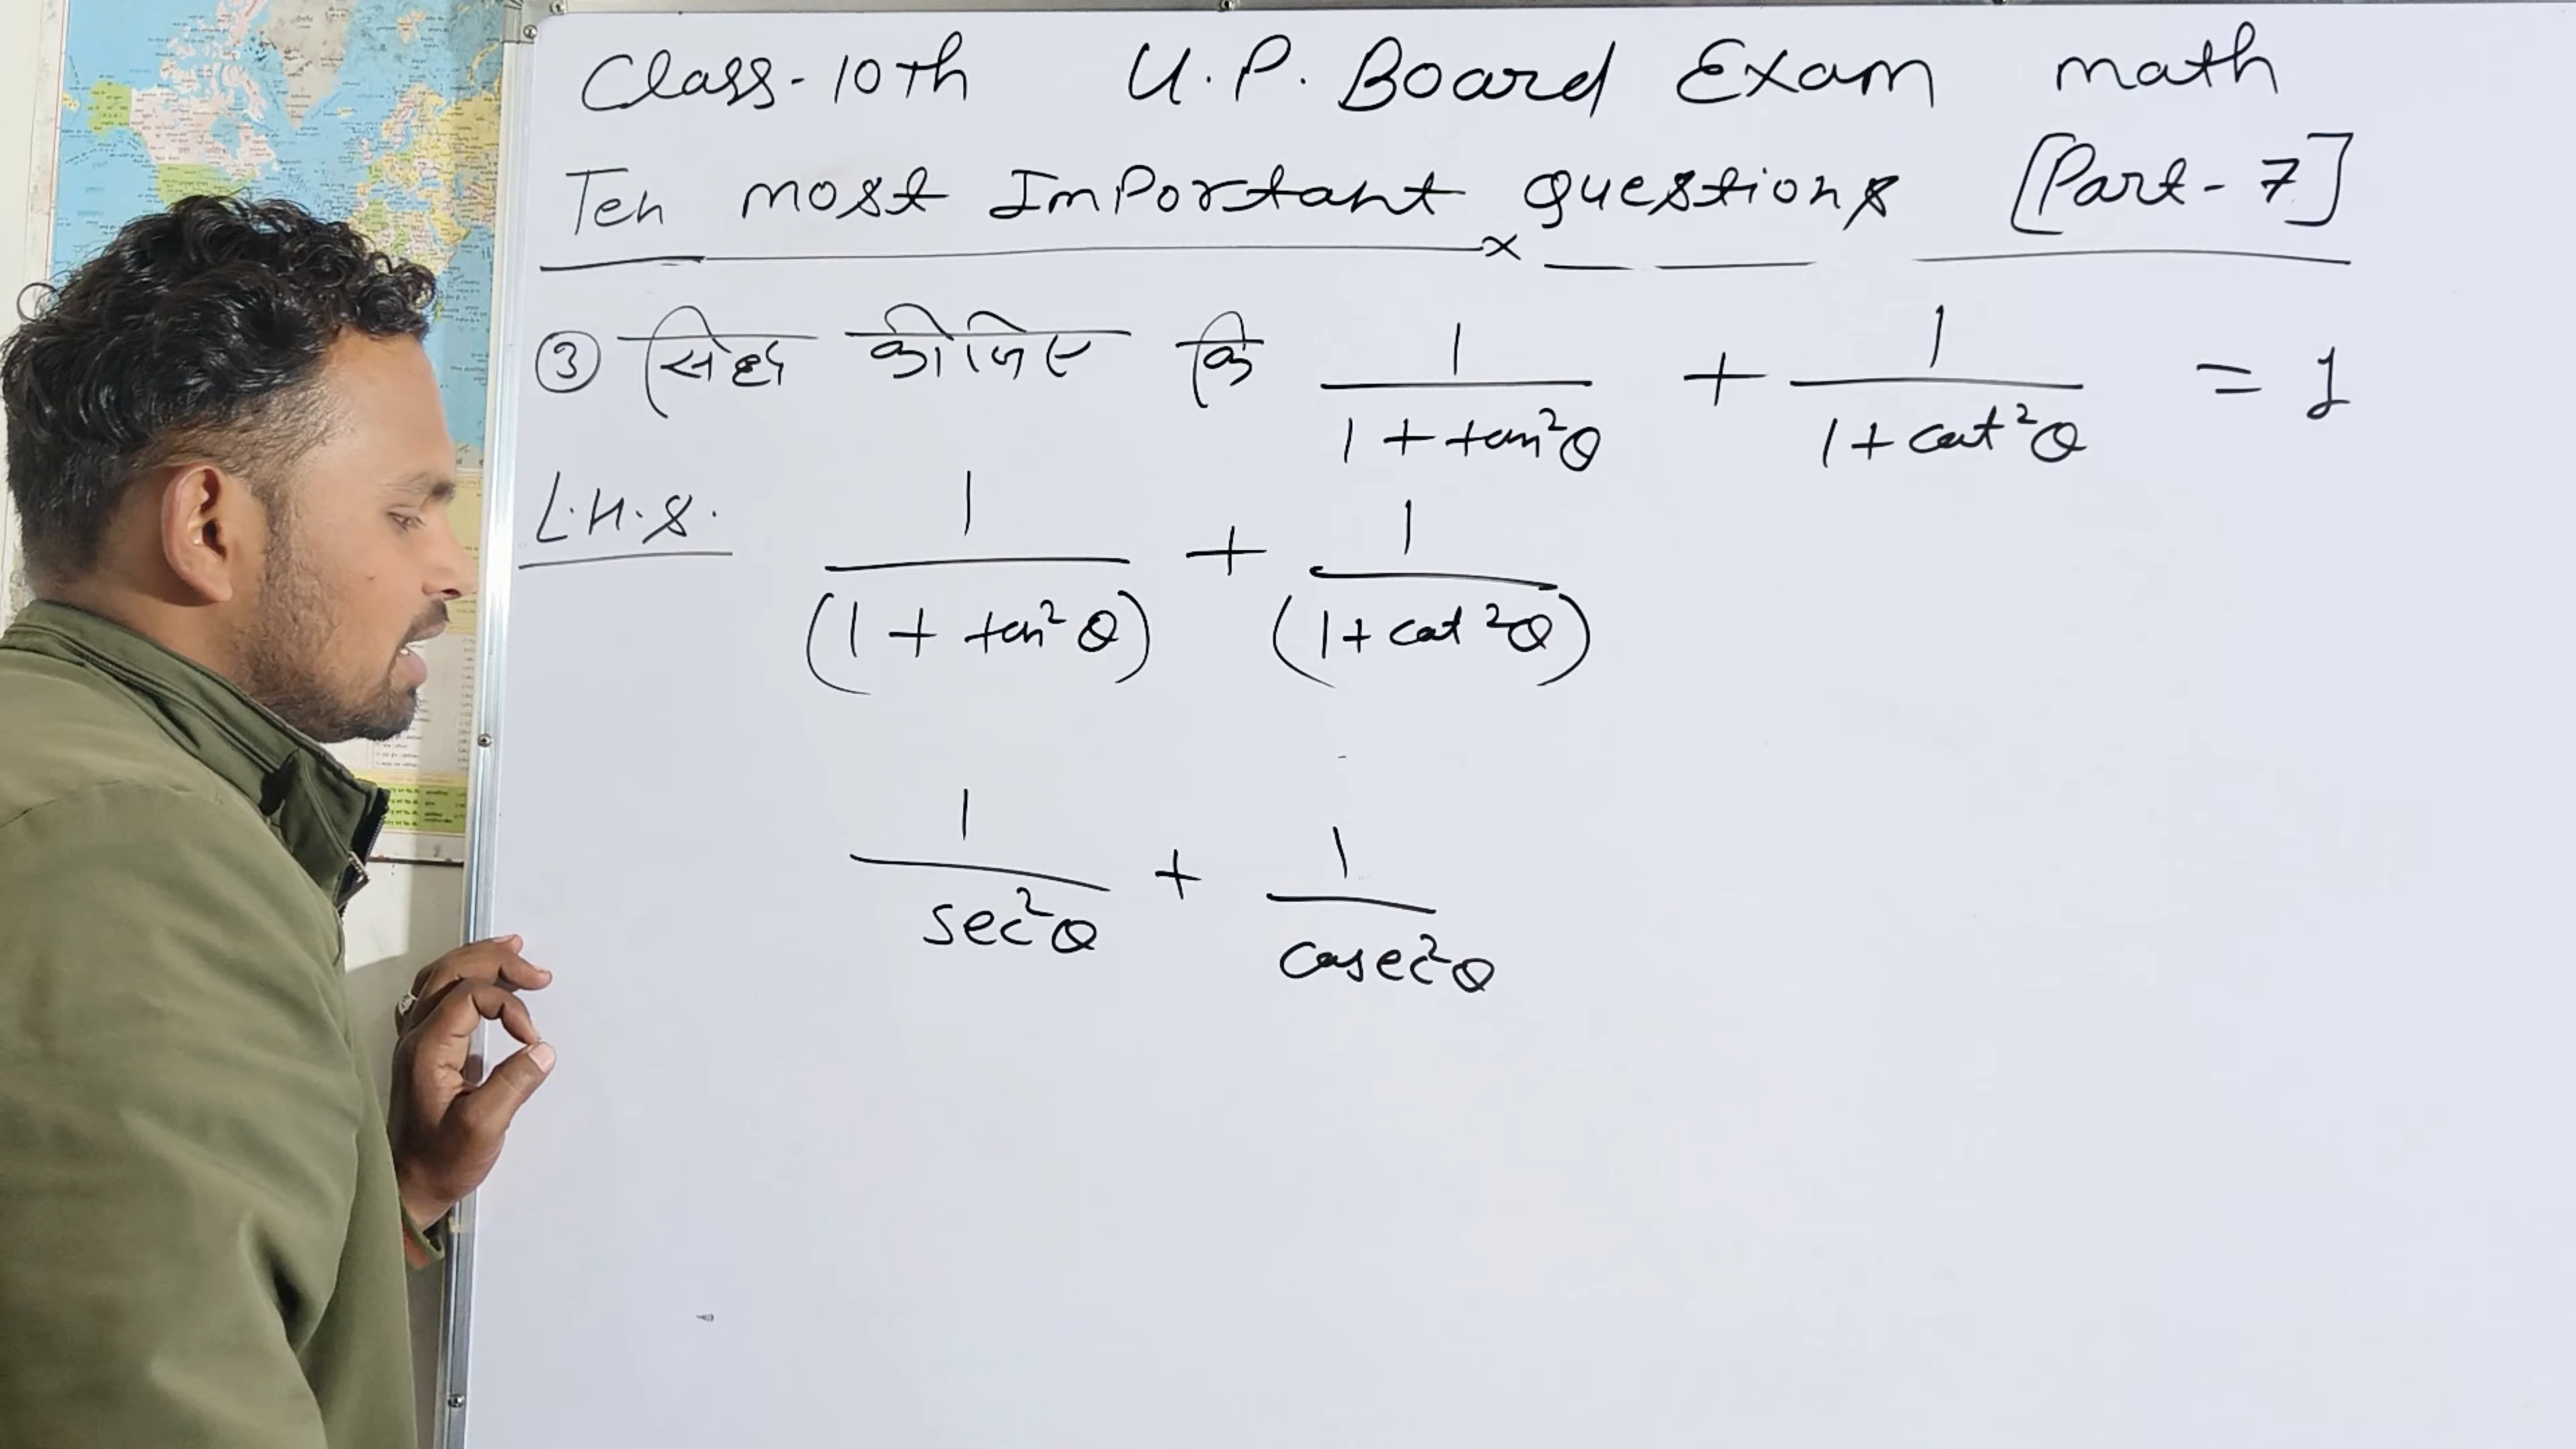 Class-10th U.P. Board Exam math
Ten most ImPortant questions [Part-7]
③ सिद्ध कीजिए कि 1/(1+tan²θ) + 1/(1+cot²θ) = 1
L.H.S. 1/(1+tan²θ) + 1/(1+cot²θ)
1/sec²θ + 1/cosec²θ